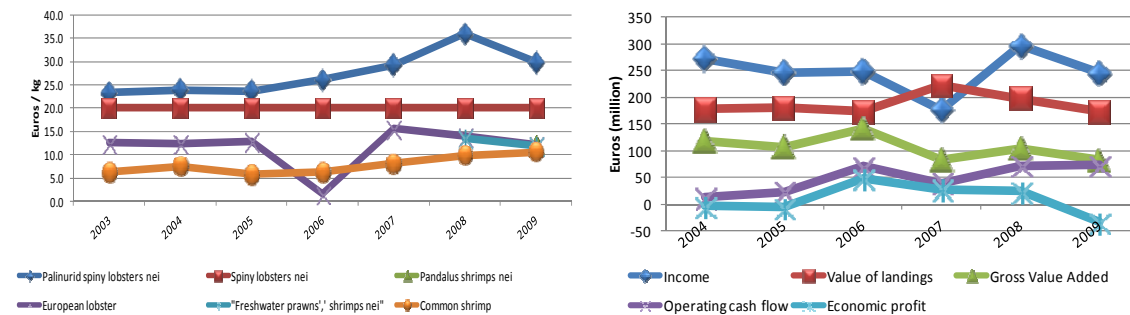 40.0
35.0
30.0
25.0
20.0
15.0
10.0
5.0
0.0
Euros / kg
2003 2004 2005 2006 2007 2008 2009
Palinurid spiny lobsters nei Spiny lobsters nei Pandalus shrimps nei
European lobster "Freshwater prawns',' shrimps nei" Common shrimp
350
300
250
200
150
100
50
0
-50
Euros (million)
2004 2005 2006 2007 2008 2009
Income Value of landings Gross Value Added
Operating cash flow Economic profit